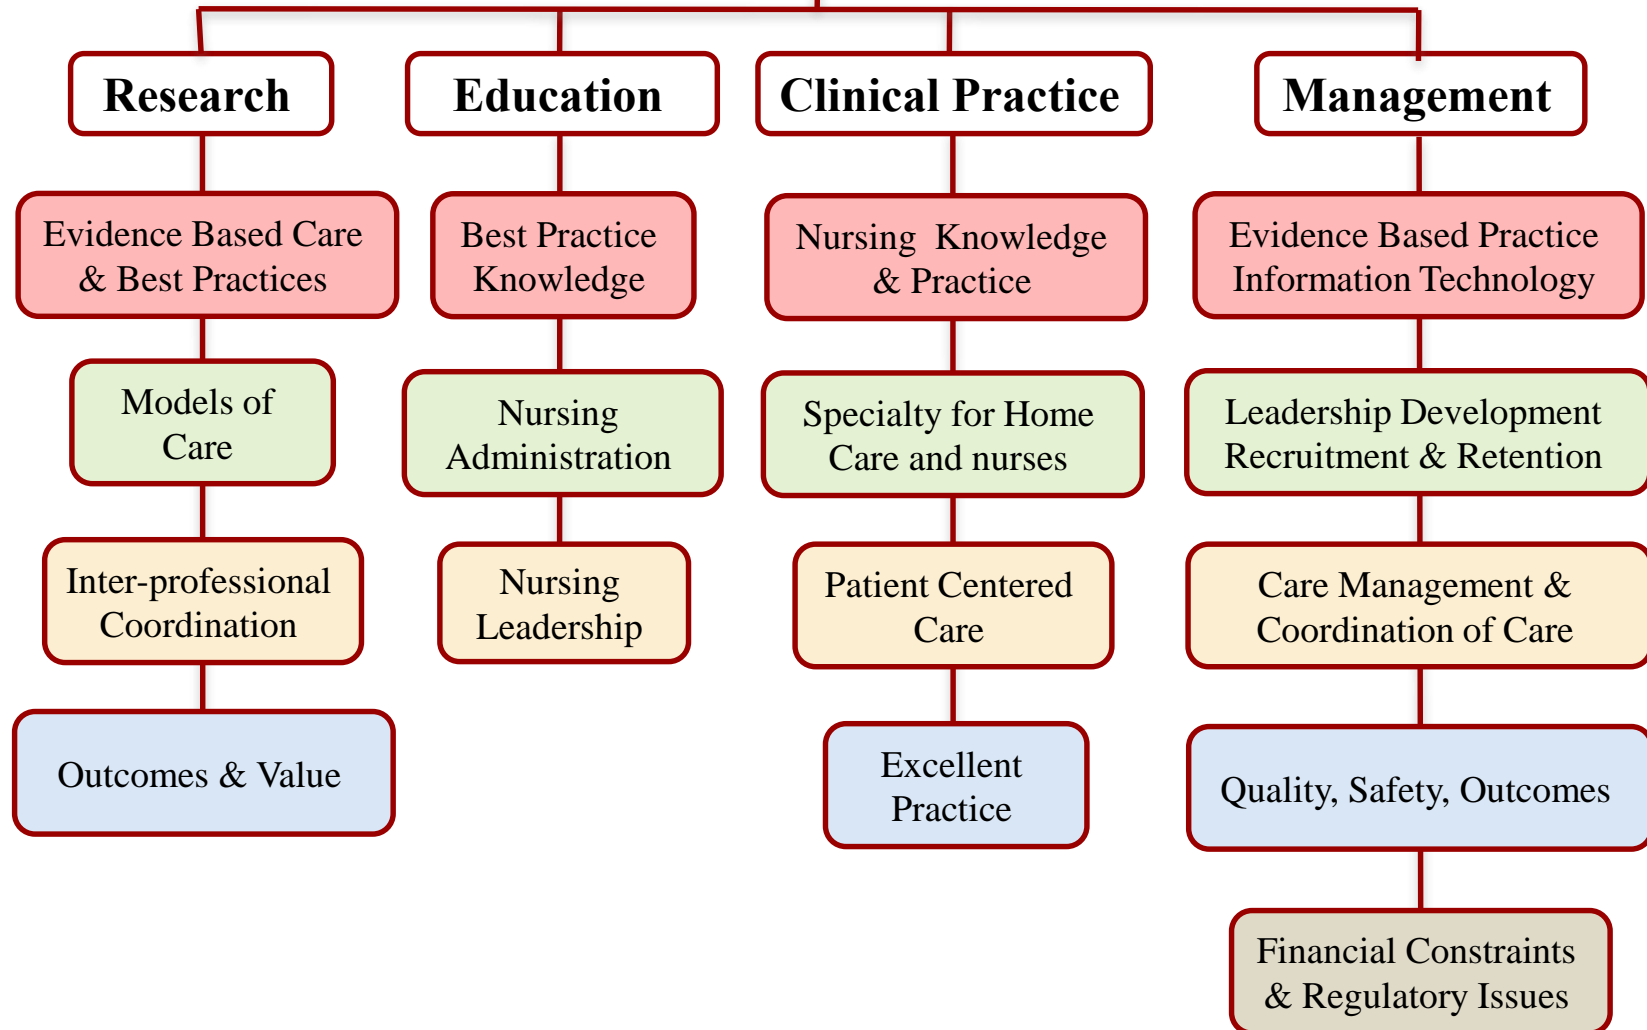 Research
Education
Clinical Practice
Management
Evidence Based Care
& Best Practices
Best Practice
Knowledge
Nursing Knowledge
& Practice
Evidence Based Practice
Information Technology
Models of
Care
Nursing
Administration
Specialty for Home
Care and nurses
Leadership Development
Recruitment & Retention
Inter-professional
Coordination
Nursing
Leadership
Patient Centered
Care
Care Management &
Coordination of Care
Outcomes & Value
Excellent
Practice
Quality, Safety, Outcomes
Financial Constraints
& Regulatory Issues